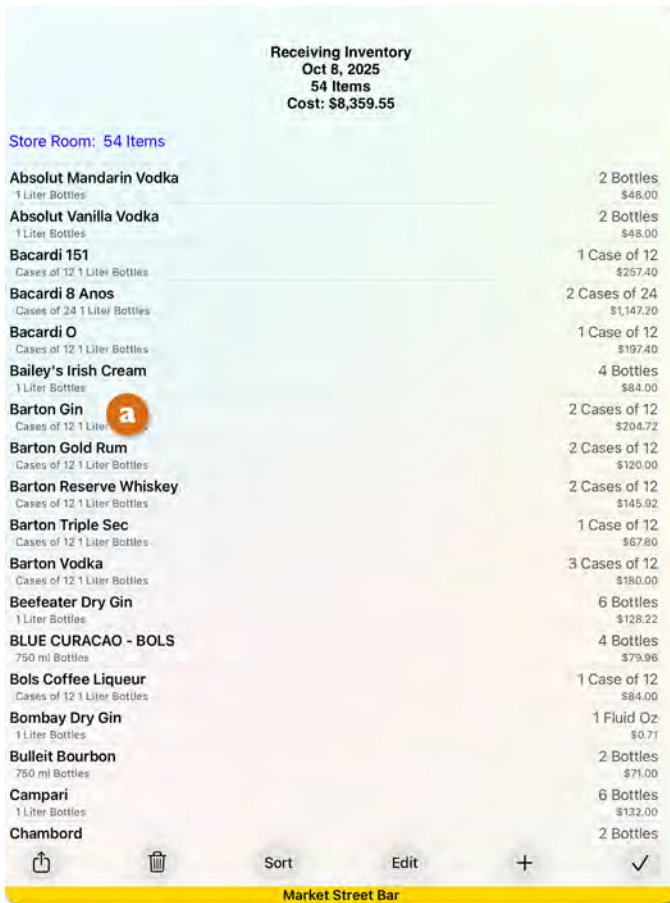 Receiving Inventory
Oct 8, 2025
54 Items
Cost: $8,359.55
Store Room: 54 Items
Absolut Mandarin Vodka 2 Bottles
1 Liter Bottles $48.00
Absolut Vanilla Vodka 2 Bottles
1 Liter Bottles $48.00
Bacardi 151 1 Case of 12
Cases of 12 1 Liter Bottles $257.40
Bacardi 8 Anos 2 Cases of 24
Cases of 24 1 Liter Bottles $1,147.20
Bacardi O 1 Case of 12
Cases of 12 1 Liter Bottles $197.40
Bailey's Irish Cream 4 Bottles
1 Liter Bottles $84.00
Barton Gin a 2 Cases of 12
Cases of 12 1 Liter $204.72
Barton Gold Rum 2 Cases of 12
Cases of 12 1 Liter Bottles $120.00
Barton Reserve Whiskey 2 Cases of 12
Cases of 12 1 Liter Bottles $145.92
Barton Triple Sec 1 Case of 12
Cases of 12 1 Liter Bottles $67.80
Barton Vodka 3 Cases of 12
Cases of 12 1 Liter Bottles $180.00
Beefeater Dry Gin 6 Bottles
1 Liter Bottles $128.22
BLUE CURACAO - BOLS 4 Bottles
750 ml Bottles $79.96
Bols Coffee Liqueur 1 Case of 12
Cases of 12 1 Liter Bottles $84.00
Bombay Dry Gin 1 Fluid Oz
1 Liter Bottles $0.71
Bulleit Bourbon 2 Bottles
750 ml Bottles $71.00
Campari 6 Bottles
1 Liter Bottles $132.00
Chambord 2 Bottles
Sort Edit +
Market Street Bar